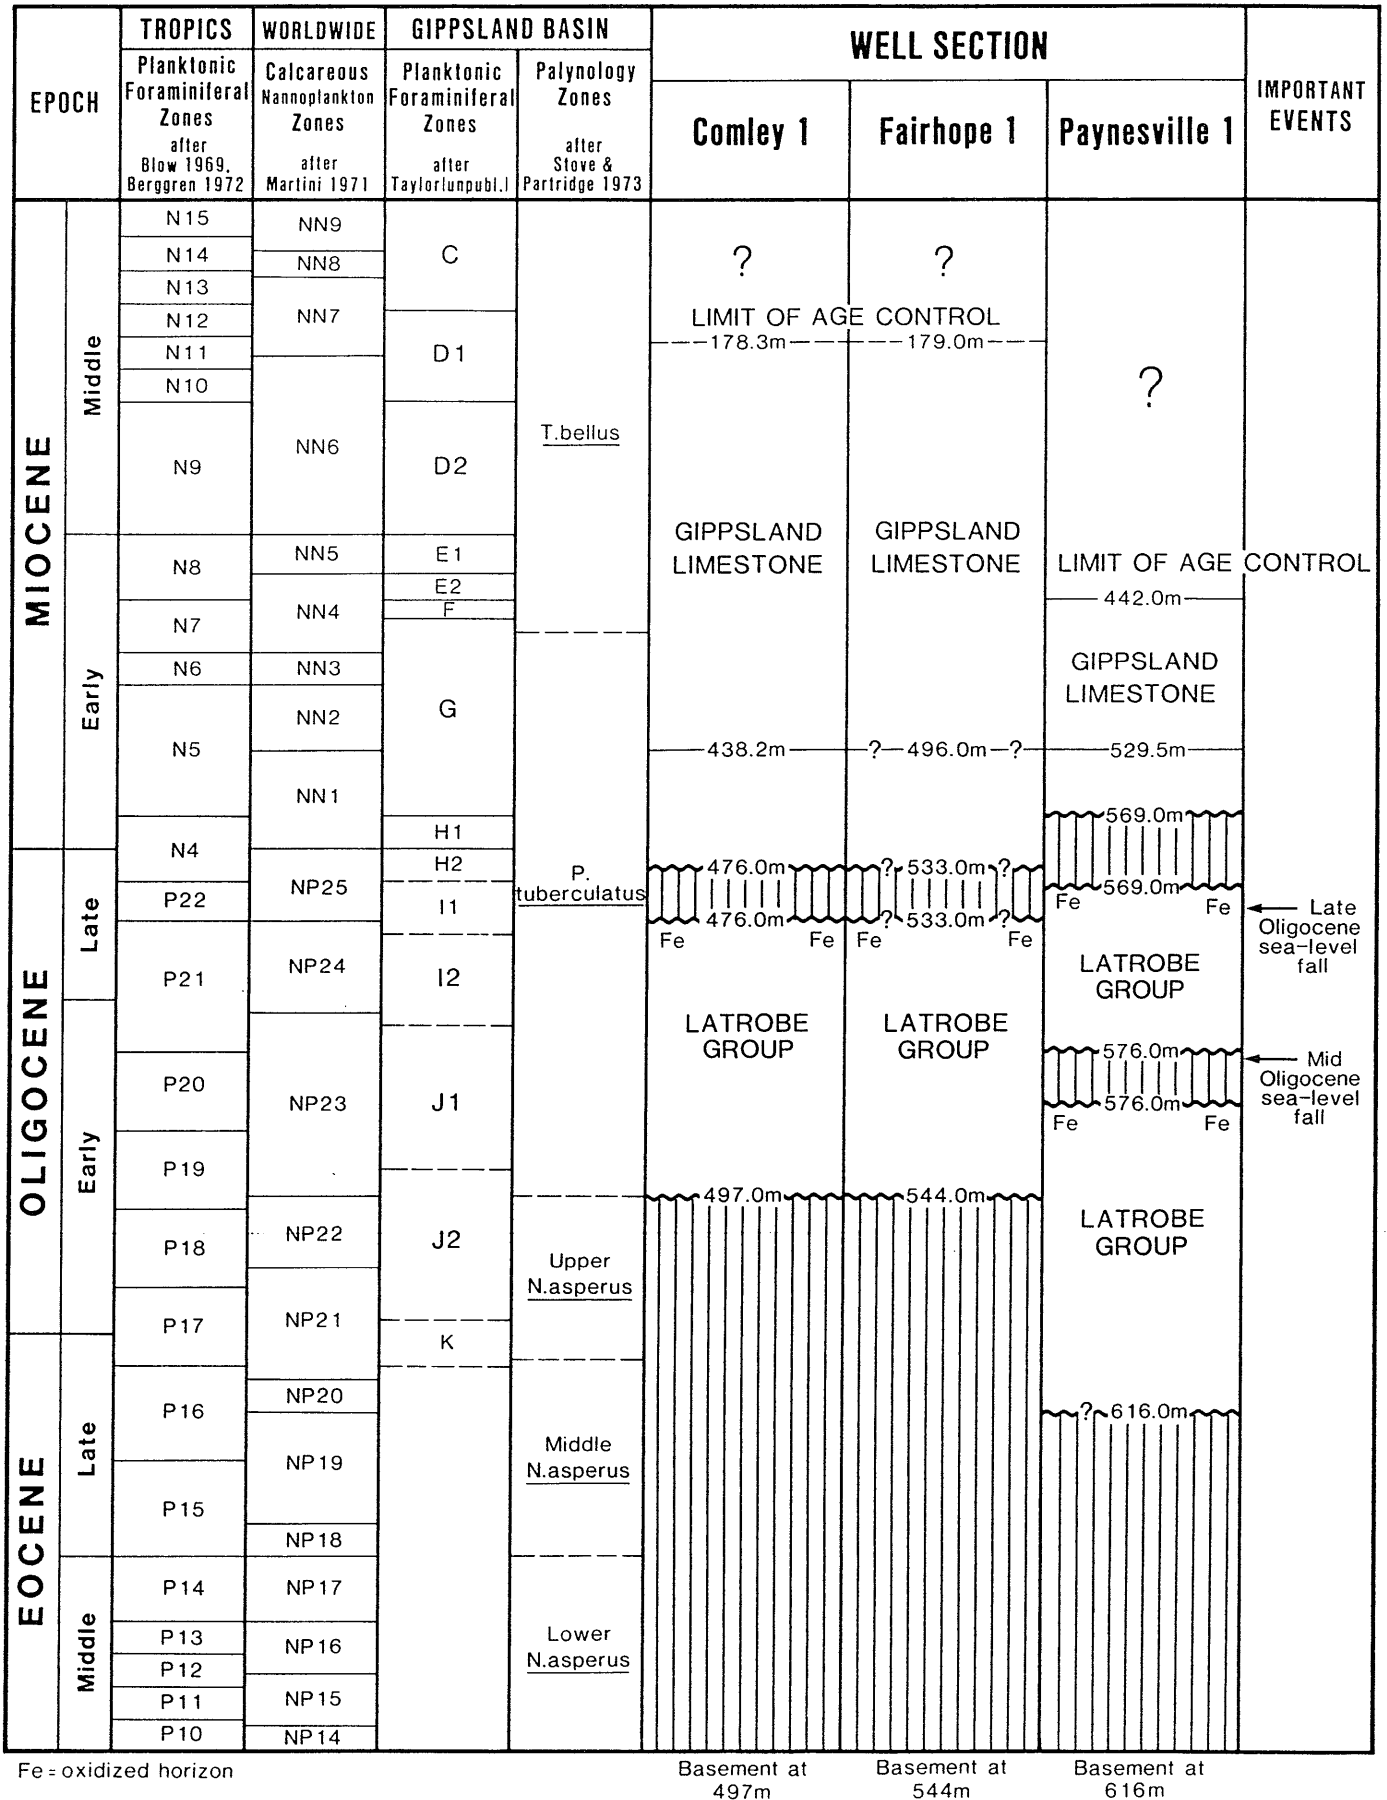 EPOCH
TROPICS
Planktonic
Foraminiferal
Zones
after
Blow 1969,
Berggren 1972
WORLDWIDE
Calcareous
Nannoplankton
Zones
after
Martini 1971
GIPPSLAND BASIN
Planktonic
Foraminiferal
Zones
after
Taylor(unpubl.)
Palynology
Zones
after
Stove &
Partridge 1973
WELL SECTION
Comley 1
Fairhope 1
Paynesville 1
IMPORTANT
EVENTS
MIOCENE
Middle
Early
OLIGOCENE
Late
Early
EOCENE
Late
Middle
N15
N14
N13
N12
N11
N10
N9
N8
N7
N6
N5
N4
P22
P21
P20
P19
P18
P17
P16
P15
P14
P13
P12
P11
P10
NN9
NN8
NN7
NN6
NN5
NN4
NN3
NN2
NN1
NP25
NP24
NP23
NP22
NP21
NP20
NP19
NP18
NP17
NP16
NP15
NP14
C
D1
D2
E1
E2
F
G
H1
H2
I1
I2
J1
J2
K
T.bellus
P.
tuberculatus
Upper
N.asperus
Middle
N.asperus
Lower
N.asperus
? ?
LIMIT OF AGE CONTROL
178.3m 179.0m
?
GIPPSLAND
LIMESTONE
GIPPSLAND
LIMESTONE
LIMIT OF AGE CONTROL
442.0m
GIPPSLAND
LIMESTONE
438.2m ? 496.0m ? 529.5m
569.0m
569.0m
Fe Fe
476.0m ? 533.0m ?
476.0m ? 533.0m ?
Fe Fe Fe Fe
LATROBE
GROUP
LATROBE
GROUP
LATROBE
GROUP
576.0m
576.0m
Fe Fe
497.0m 544.0m
LATROBE
GROUP
? 616.0m
Late
Oligocene
sea-level
fall
Mid
Oligocene
sea-level
fall
Fe = oxidized horizon
Basement at
497m
Basement at
544m
Basement at
616m